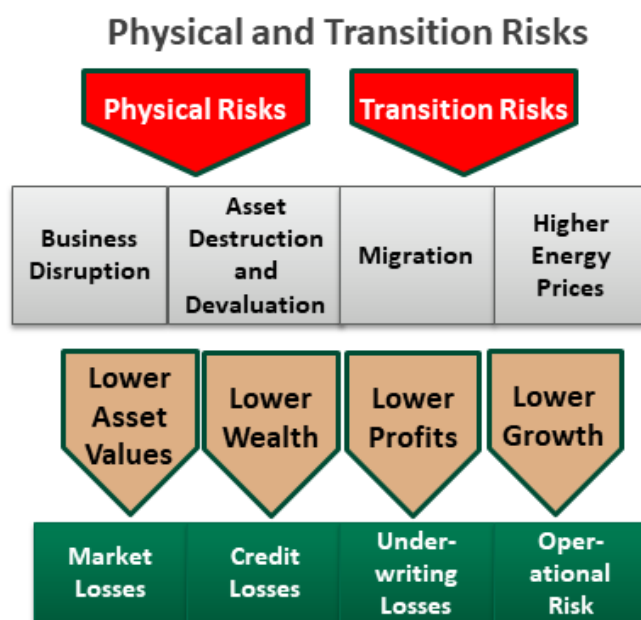 Physical and Transition Risks
Physical Risks
Transition Risks
Business
Disruption
Asset
Destruction
and
Devaluation
Migration
Higher
Energy
Prices
Lower
Asset
Values
Lower
Wealth
Lower
Profits
Lower
Growth
Market
Losses
Credit
Losses
Under-
writing
Losses
Oper-
ational
Risk